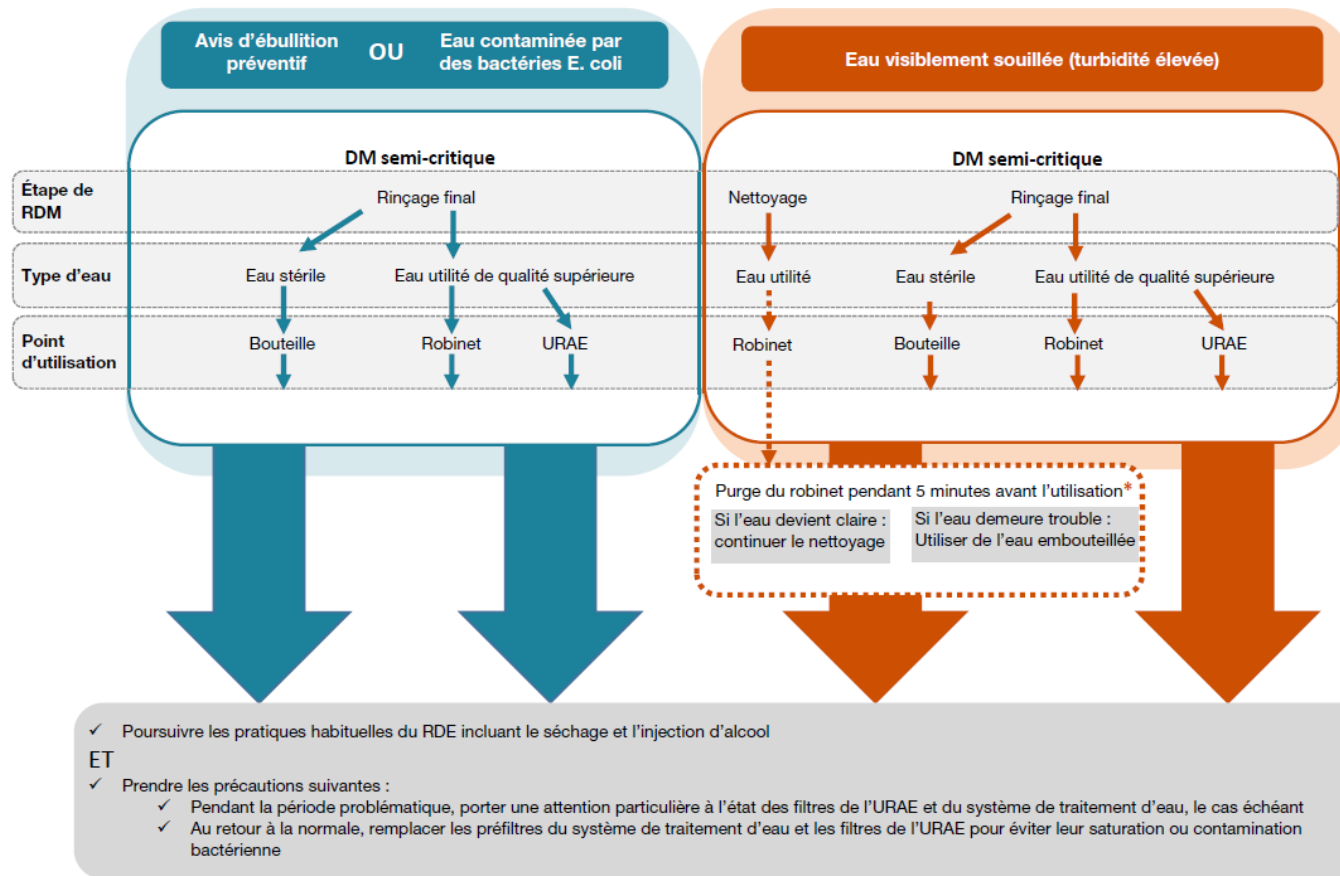 Avis d'ébullition
préventif
OU
Eau contaminée par
des bactéries E. coli
Eau visiblement souillée (turbidité élevée)
DM semi-critique
DM semi-critique
Étape de
RDM
Rinçage final
Nettoyage
Rinçage final
Type d'eau
Eau stérile
Eau utilité de qualité supérieure
Eau utilité
Eau stérile
Eau utilité de qualité supérieure
Point
d'utilisation
Bouteille
Robinet
URAE
Robinet
Bouteille
Robinet
URAE
Purge du robinet pendant 5 minutes avant l'utilisation*
Si l'eau devient claire :
continuer le nettoyage
Si l'eau demeure trouble :
Utiliser de l'eau embouteillée
✓ Poursuivre les pratiques habituelles du RDE incluant le séchage et l'injection d'alcool
ET
✓ Prendre les précautions suivantes :
✓ Pendant la période problématique, porter une attention particulière à l'état des filtres de l'URAE et du système de traitement d'eau, le cas échéant
✓ Au retour à la normale, remplacer les préfiltres du système de traitement d'eau et les filtres de l'URAE pour éviter leur saturation ou contamination
bactérienne